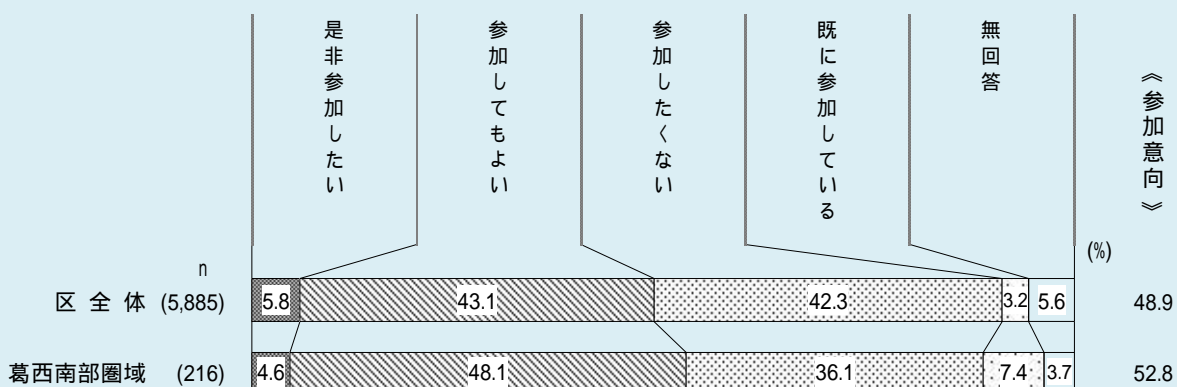 是非参加したい
参加してもよい
参加したくない
既に参加している
無回答
《参加意向》
(%)
n
区 全 体 (5,885) 5.8 43.1 42.3 3.2 5.6 48.9
葛西南部圏域 (216) 4.6 48.1 36.1 7.4 3.7 52.8